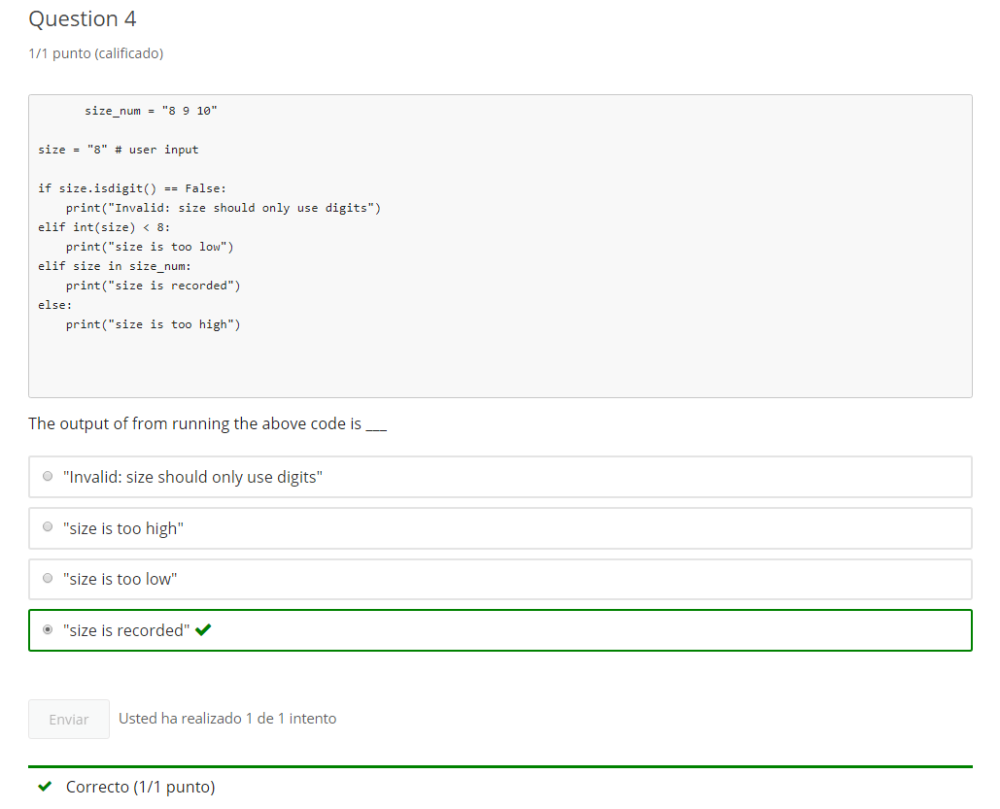 Question 4
1/1 punto (calificado)
size_num = "8 9 10"
size = "8" # user input
if size.isdigit() == False:
    print("Invalid: size should only use digits")
elif int(size) < 8:
    print("size is too low")
elif size in size_num:
    print("size is recorded")
else:
    print("size is too high")
The output of from running the above code is ___
"Invalid: size should only use digits"
"size is too high"
"size is too low"
"size is recorded"
Enviar Usted ha realizado 1 de 1 intento
Correcto (1/1 punto)